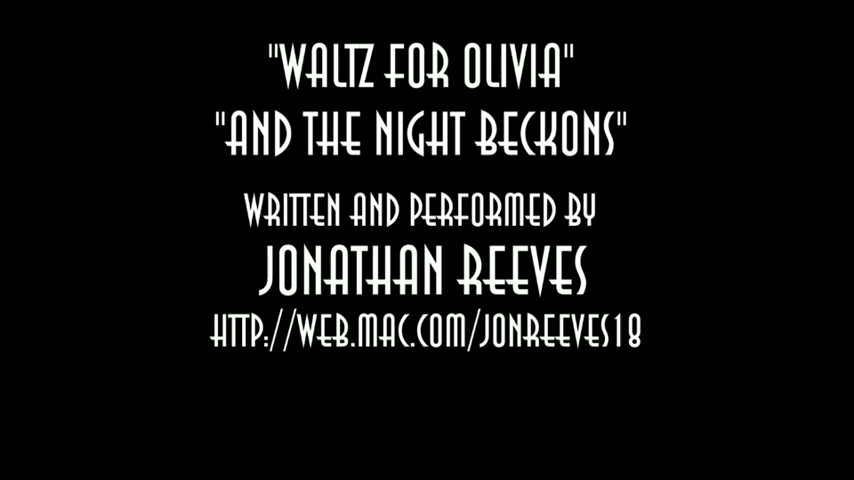 "WALTZ FOR OLIVIA"
"AND THE NIGHT BECKONS"
WRITTEN AND PERFORMED BY
JONATHAN REEVES
HTTP://WEB.MAC.COM/JONREEVES18